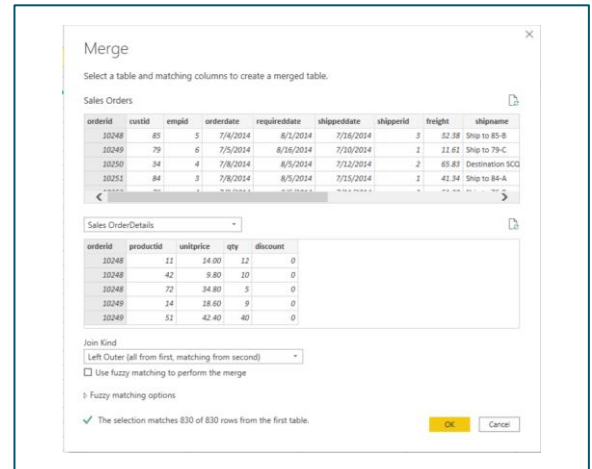 Merge
Select a table and matching columns to create a merged table.
Sales Orders
orderid custid empid orderdate requireddate shippeddate shipperid freight shipname
10248 85 5 7/4/2014 8/1/2014 7/16/2014 3 32.38 Ship to 85-B
10249 79 6 7/5/2014 8/16/2014 7/10/2014 1 11.61 Ship to 79-C
10250 34 4 7/8/2014 8/5/2014 7/12/2014 2 65.83 Destination SCQ
10251 84 3 7/8/2014 8/5/2014 7/15/2014 1 41.34 Ship to 84-A
Sales OrderDetails
orderid productid unitprice qty discount
10248 11 14.00 12 0
10248 42 9.80 10 0
10248 72 34.80 5 0
10249 14 18.60 9 0
10249 51 42.40 40 0
Join Kind
Left Outer (all from first, matching from second)
Use fuzzy matching to perform the merge
Fuzzy matching options
The selection matches 830 of 830 rows from the first table.
OK Cancel